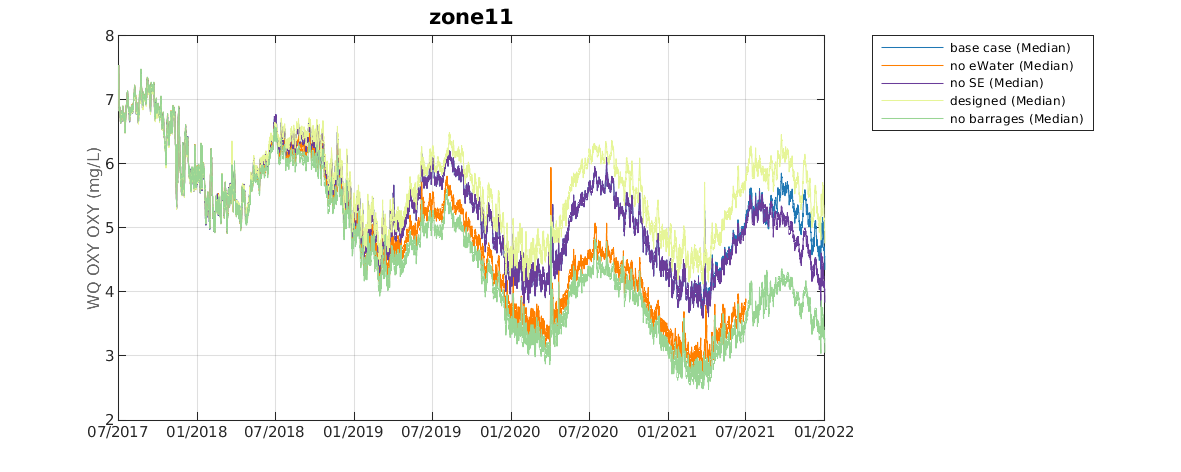 zone11
WQ OXY OXY (mg/L)
8
7
6
5
4
3
2
07/2017
01/2018
07/2018
01/2019
07/2019
01/2020
07/2020
01/2021
07/2021
01/2022
base case (Median)
no eWater (Median)
no SE (Median)
designed (Median)
no barrages (Median)